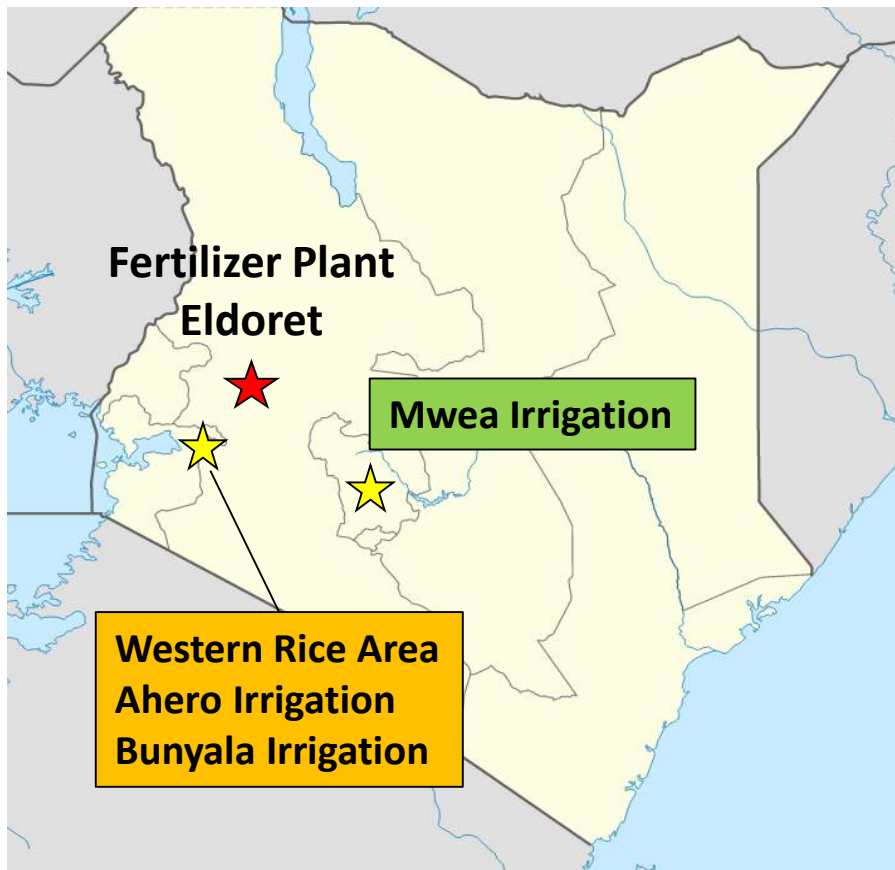 Fertilizer Plant
Eldoret
Mwea Irrigation
Western Rice Area
Ahero Irrigation
Bunyala Irrigation